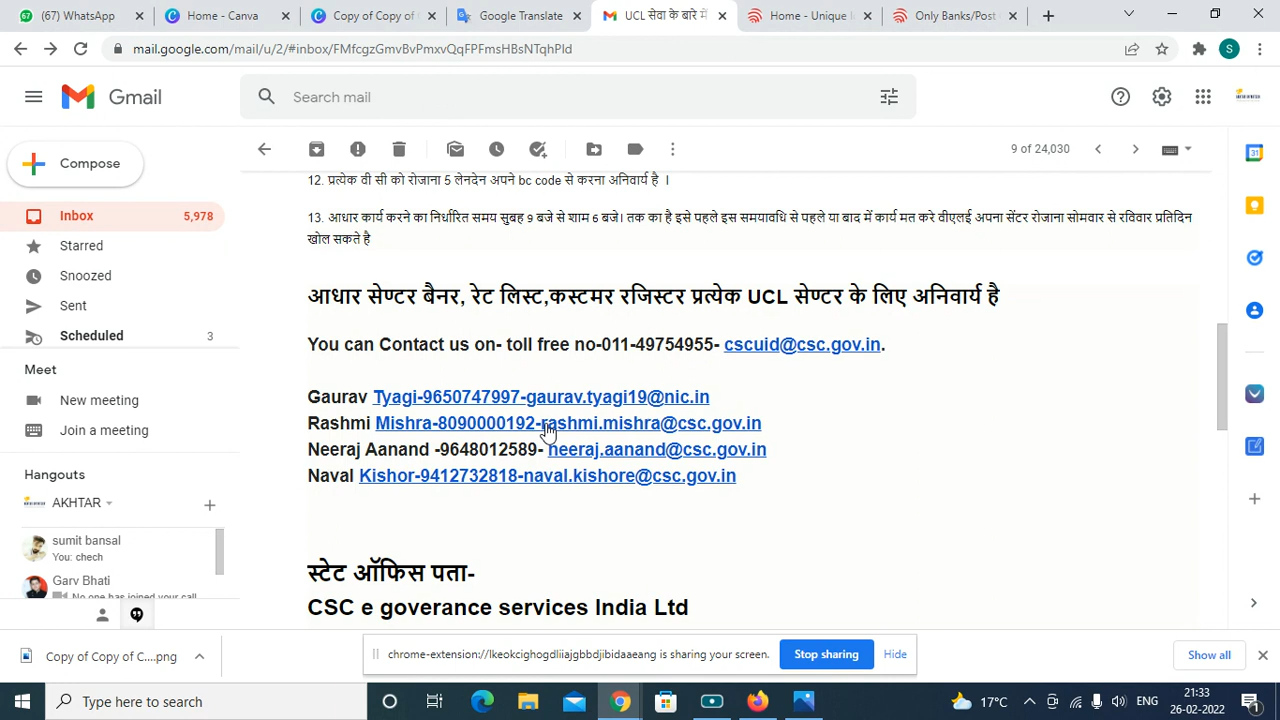 (67) WhatsApp
Home - Canva
Copy of Copy of
Google Translate
UCL सेवा के बारे में
Home - Unique
Only Banks/Post
mail.google.com/mail/u/2/#inbox/FMfcgzGmvBvPmxvQqFPFmsHBsNTqhPld
S
Gmail
Search mail
Compose
9 of 24,030
12. प्रत्येक वी सी को रोजाना 5 लेनदेन अपने bc code से करना अनिवार्य है ।
Inbox 5,978
13. आधार कार्य करने का निर्धारित समय सुबह 9 बजे से शाम 6 बजे। तक का है इसे पहले इस समयावधि से पहले या बाद में कार्य मत करे वीएलई अपना सेंटर रोजाना सोमवार से रविवार प्रतिदिन
खोल सकते है
Starred
Snoozed
Sent
Scheduled 3
आधार सेण्टर बैनर, रेट लिस्ट,कस्टमर रजिस्टर प्रत्येक UCL सेण्टर के लिए अनिवार्य है
You can Contact us on- toll free no-011-49754955- cscuid@csc.gov.in.
Meet
New meeting
Join a meeting
Gaurav Tyagi-9650747997-gaurav.tyagi19@nic.in
Rashmi Mishra-8090000192-rashmi.mishra@csc.gov.in
Neeraj Aanand -9648012589- neeraj.aanand@csc.gov.in
Naval Kishor-9412732818-naval.kishore@csc.gov.in
Hangouts
AKHTAR
sumit bansal
You: chech
Garv Bhati
No one has joined your call
स्टेट ऑफिस पता-
CSC e goverance services India Ltd
Copy of Copy of C....png
chrome-extension://lkeokcighogdliiajgbbdjibidaaeang is sharing your screen.
Stop sharing
Hide
Show all
Type here to search
17°C
ENG
21:33
26-02-2022